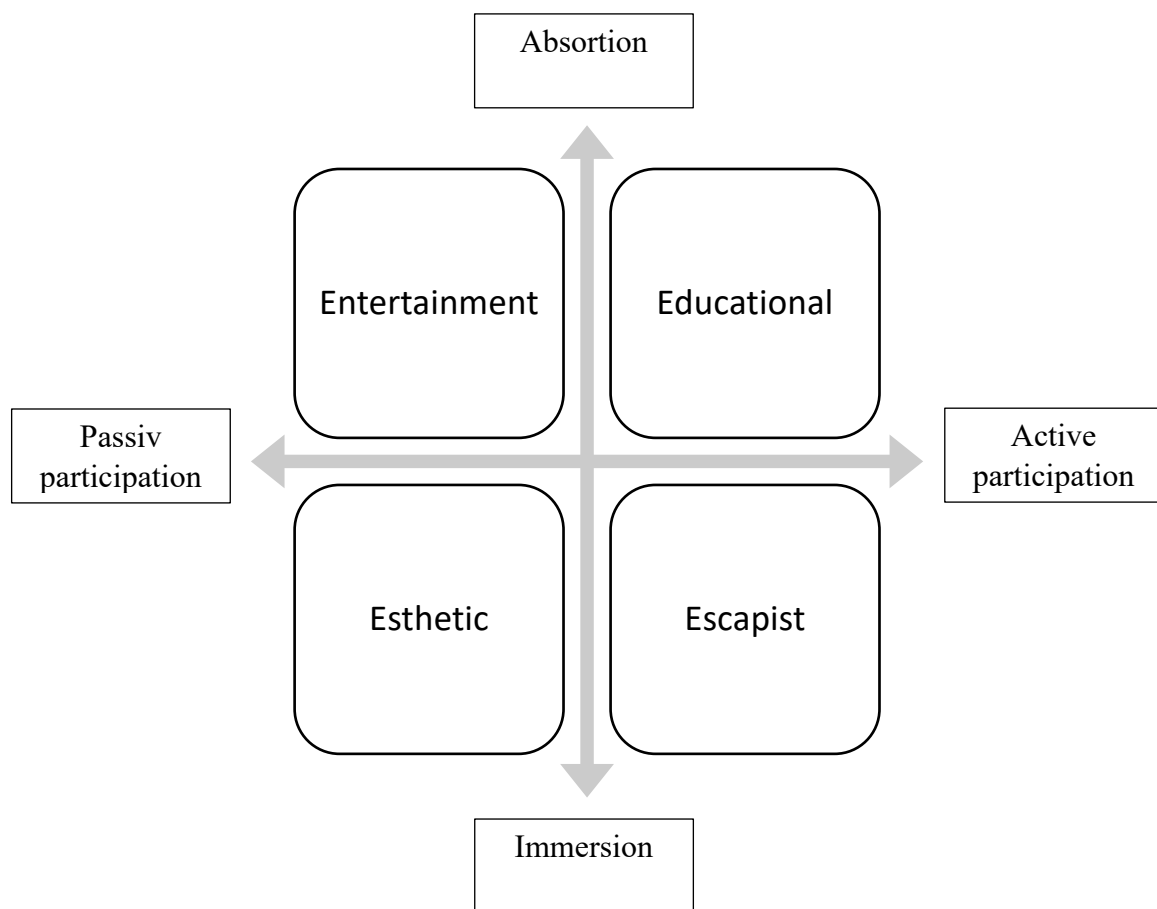 Absortion
Entertainment
Educational
Passiv
participation
Active
participation
Esthetic
Escapist
Immersion